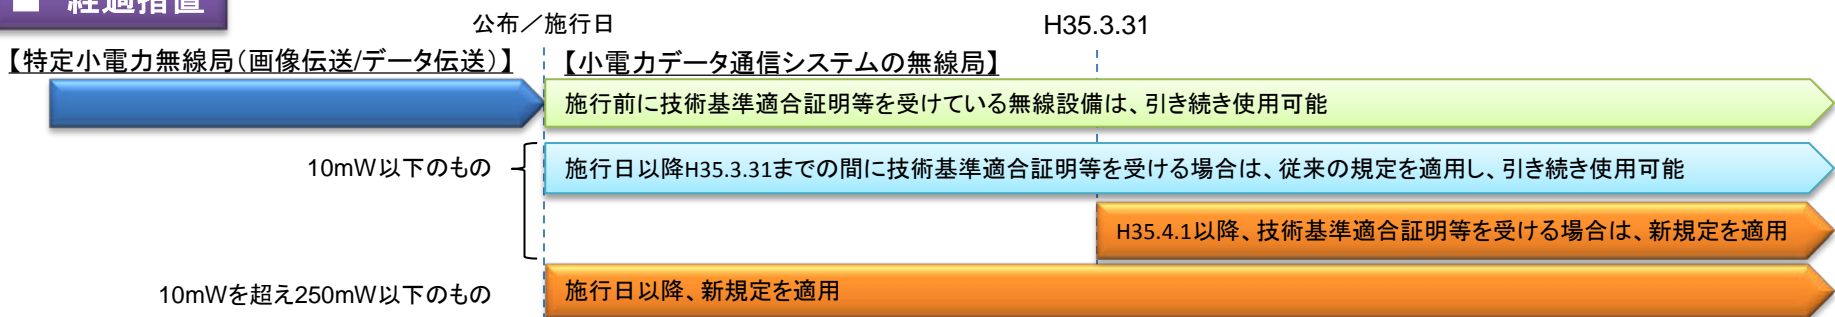 ■ 経過措置
公布／施行日
H35.3.31
【特定小電力無線局（画像伝送/データ伝送）】
【小電力データ通信システムの無線局】
施行前に技術基準適合証明等を受けている無線設備は、引き続き使用可能
10mW以下のもの
施行日以降H35.3.31までの間に技術基準適合証明等を受ける場合は、従来の規定を適用し、引き続き使用可能
H35.4.1以降、技術基準適合証明等を受ける場合は、新規定を適用
10mWを超え250mW以下のもの
施行日以降、新規定を適用